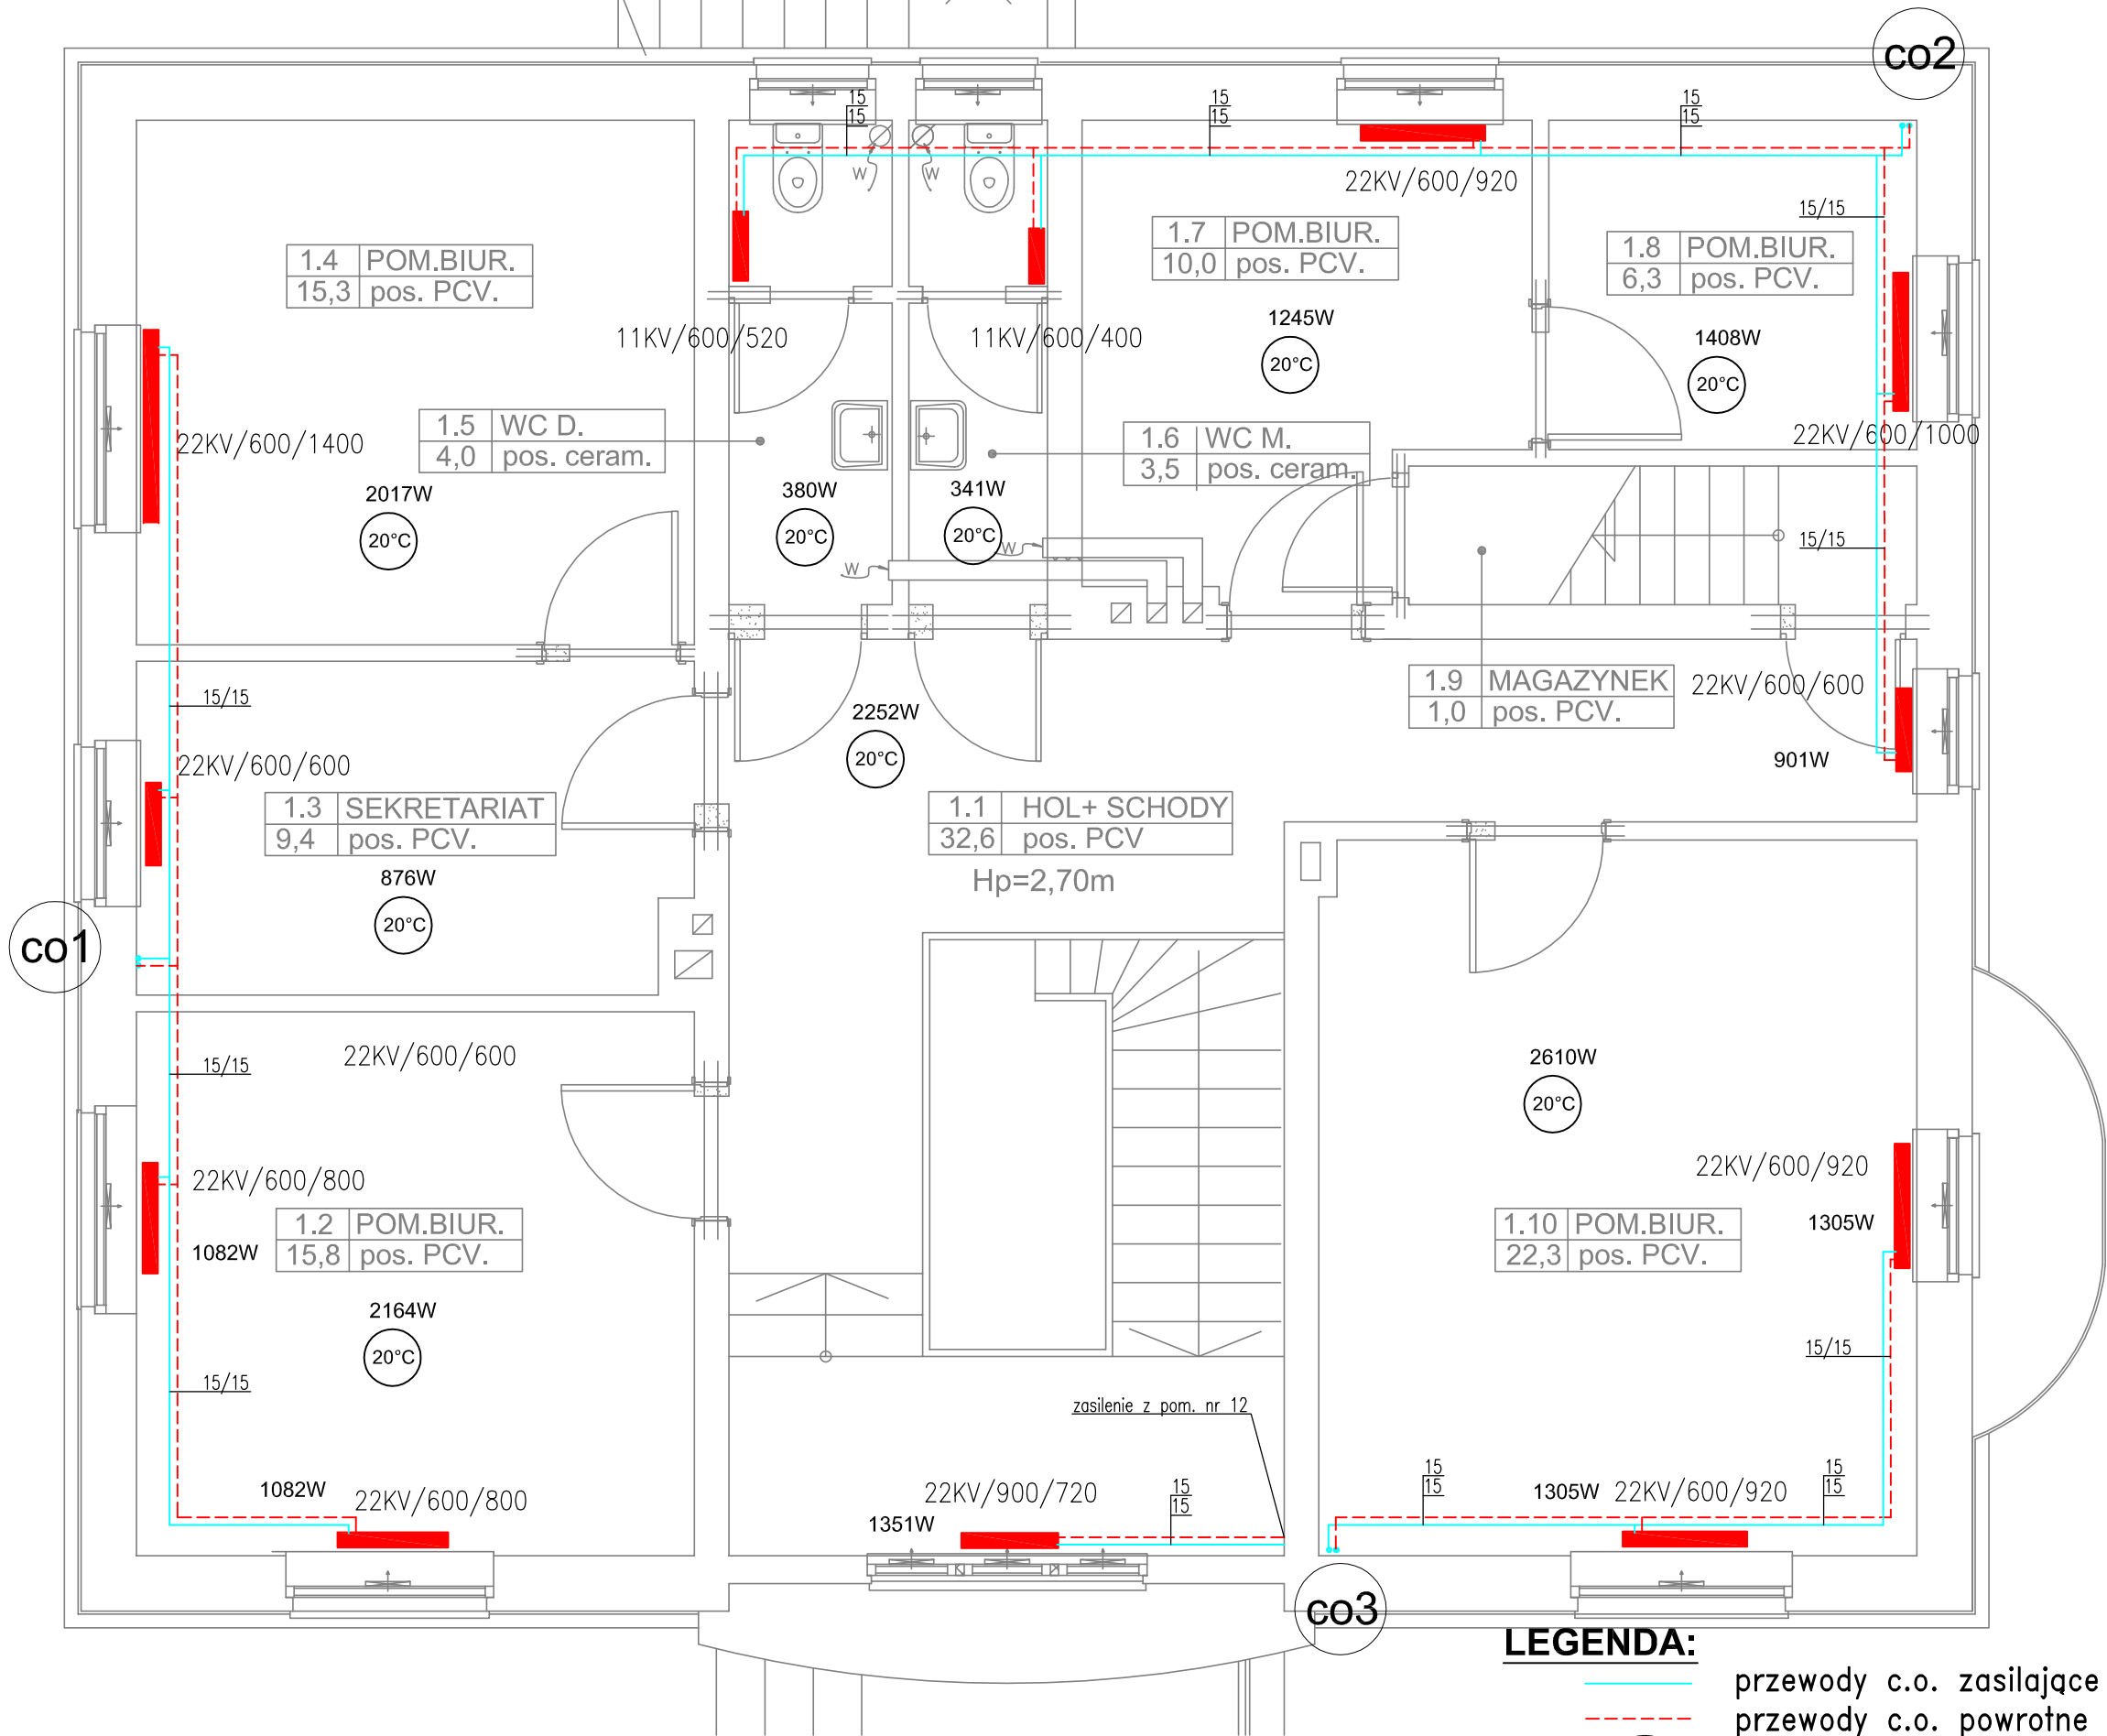 co2
15
15
15
15
15
15
22KV/600/920
W
W
15/15
1.4 POM.BIUR.
15,3 pos. PCV.
1.7 POM.BIUR.
10,0 pos. PCV.
1.8 POM.BIUR.
6,3 pos. PCV.
11KV/600/520
11KV/600/400
1245W
20°C
1408W
20°C
22KV/600/1400
1.5 WC D.
4,0 pos. ceram.
1.6 WC M.
3,5 pos. ceram.
22KV/600/1000
2017W
20°C
380W
20°C
341W
20°C
W
W
15/15
15/15
22KV/600/600
1.3 SEKRETARIAT
9,4 pos. PCV.
876W
20°C
2252W
20°C
1.9 MAGAZYNEK
1,0 pos. PCV.
22KV/600/600
901W
1.1 HOL+ SCHODY
32,6 pos. PCV
Hp=2,70m
co1
15/15
22KV/600/600
2610W
20°C
22KV/600/800
1082W
1.2 POM.BIUR.
15,8 pos. PCV.
2164W
20°C
22KV/600/920
1305W
1.10 POM.BIUR.
22,3 pos. PCV.
15/15
15/15
zasilenie z pom. nr 12
1082W
22KV/600/800
22KV/900/720
1351W
15
15
15
15
1305W 22KV/600/920
15
15
co3
LEGENDA:
przewody c.o. zasilające
przewody c.o. powrotne